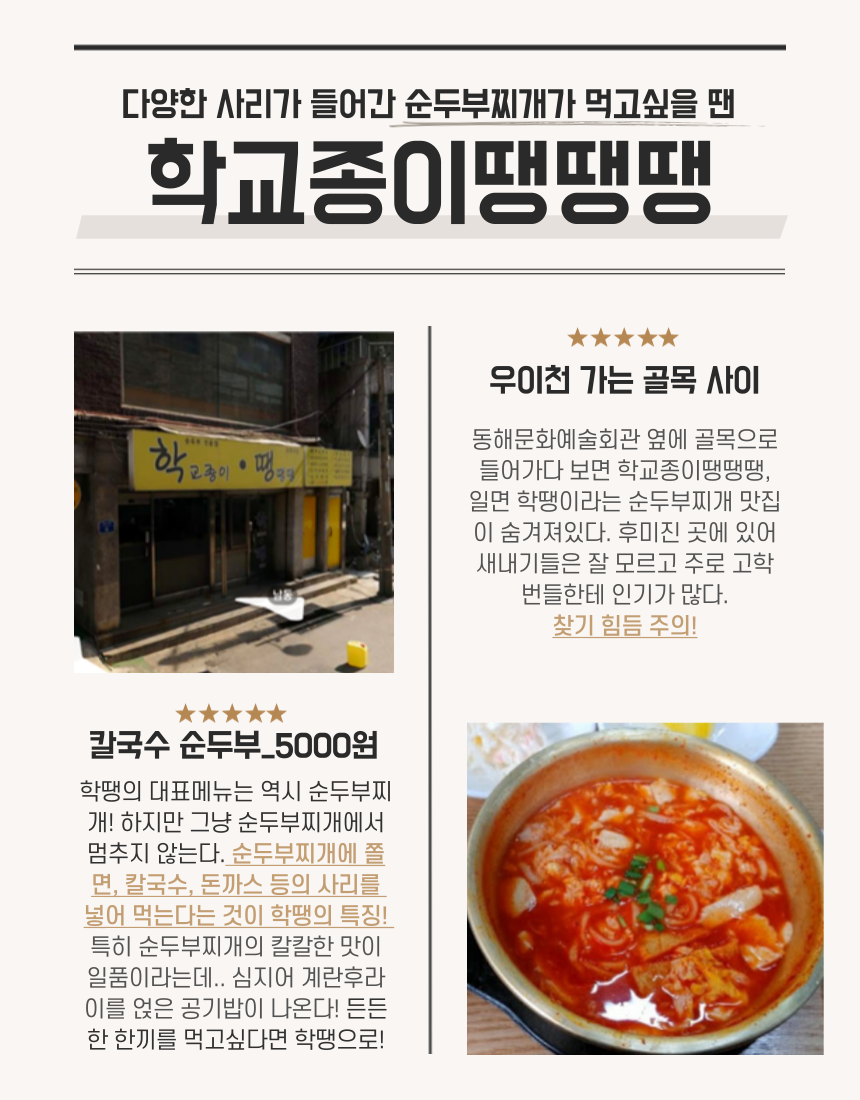 다양한 사리가 들어간 순두부찌개가 먹고싶을 땐
학교종이땡땡땡
학교종이·땡땡땡
남동
★★★★★
우이천 가는 골목 사이
동해문화예술회관 옆에 골목으로
들어가다 보면 학교종이땡땡땡,
일면 학땡이라는 순두부찌개 맛집
이 숨겨져있다. 후미진 곳에 있어
새내기들은 잘 모르고 주로 고학
번들한테 인기가 많다.
찾기 힘듬 주의!
★★★★★
칼국수 순두부_5000원
학땡의 대표메뉴는 역시 순두부찌
개! 하지만 그냥 순두부찌개에서
멈추지 않는다. 순두부찌개에 쫄
면, 칼국수, 돈까스 등의 사리를
넣어 먹는다는 것이 학땡의 특징!
특히 순두부찌개의 칼칼한 맛이
일품이라는데.. 심지어 계란후라
이를 얹은 공기밥이 나온다! 든든
한 한끼를 먹고싶다면 학땡으로!